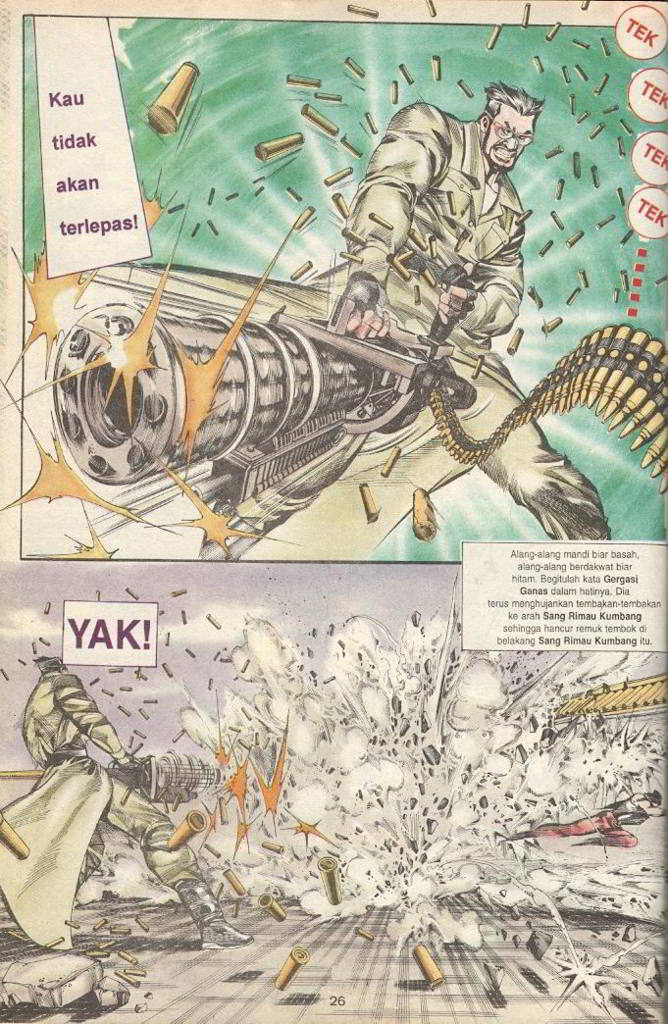 Kau
tidak
akan
terlepas!
TEK
TEK
TEK
TEK
Alang-alang mandi biar basah,
alang-alang berdakwat biar
hitam. Begitulah kata Gergasi
Ganas dalam hatinya. Dia
terus menghujankan tembakan-tembakan
ke arah Sang Rimau Kumbang
sehingga hancur remuk tembok di
belakang Sang Rimau Kumbang itu.
YAK!
26